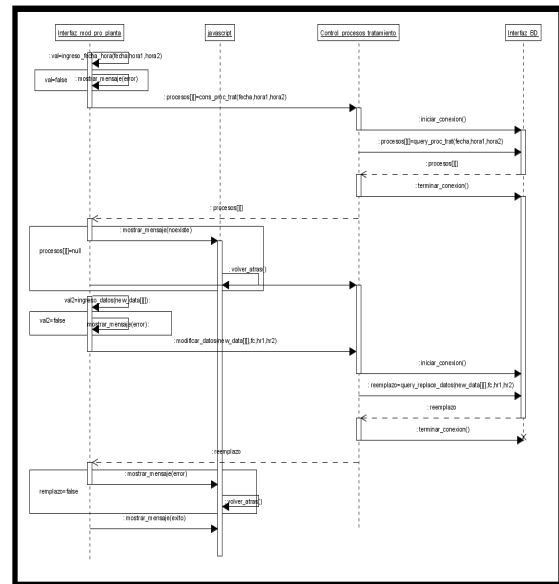 Interfaz_mod_pro_planta
javascript
Control_procesos_tratamiento
Interfaz_BD
: val=ingreso_fecha_hora(fecha,hora1,hora2)
val=false
: mostrar_mensaje(error)
: procesos[][]=cons_proc_trat(fecha,hora1,hora2)
: iniciar_conexion()
: procesos[][]=query_proc_trat(fecha,hora1,hora2)
: procesos[][]
: terminar_conexion()
: procesos[][]
: mostrar_mensaje(noexiste)
procesos[][]=null
: volver_atras()
val2=ingreso_datos(new_data[][]):
val2=false
mostrar_mensaje(error):
: modificar_datos(new_data[][],fc,hr1,hr2)
: iniciar_conexion()
: reemplazo=query_replace_datos(new_data[][],fc,hr1,hr2)
: reemplazo
: terminar_conexion()
: reemplazo
: mostrar_mensaje(error)
remplazo=false
: volver_atras()
: mostrar_mensaje(exito)